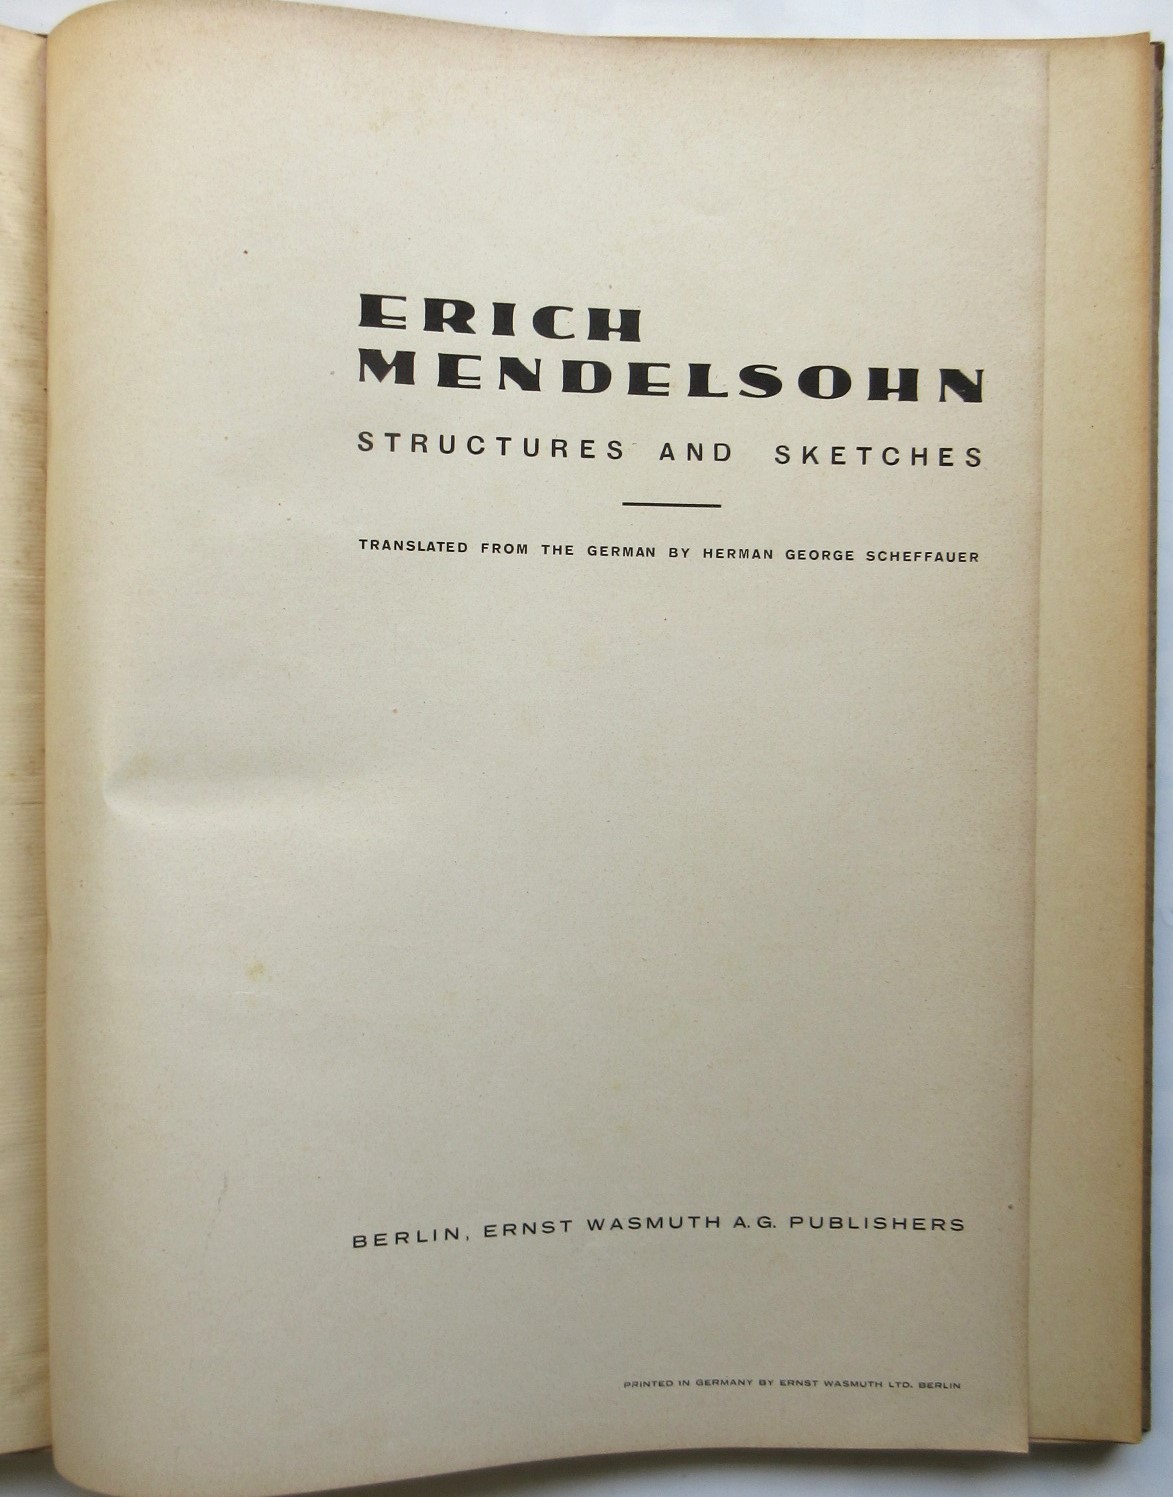 ERICH
MENDELSOHN
STRUCTURES AND SKETCHES
TRANSLATED FROM THE GERMAN BY HERMAN GEORGE SCHEFFAUER
BERLIN, ERNST WASMUTH A.G. PUBLISHERS
PRINTED IN GERMANY BY ERNST WASMUTH LTD. BERLIN